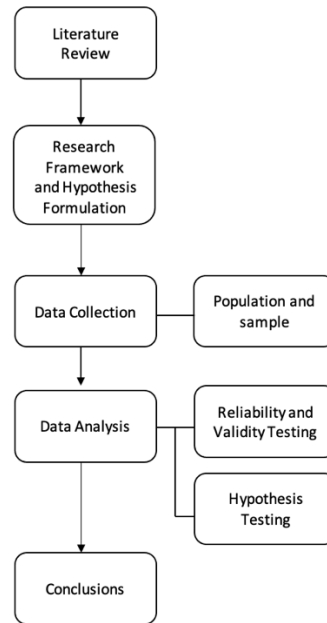 Literature
Review
Research
Framework
and Hypothesis
Formulation
Data Collection
Population and
sample
Data Analysis
Reliability and
Validity Testing
Hypothesis
Testing
Conclusions